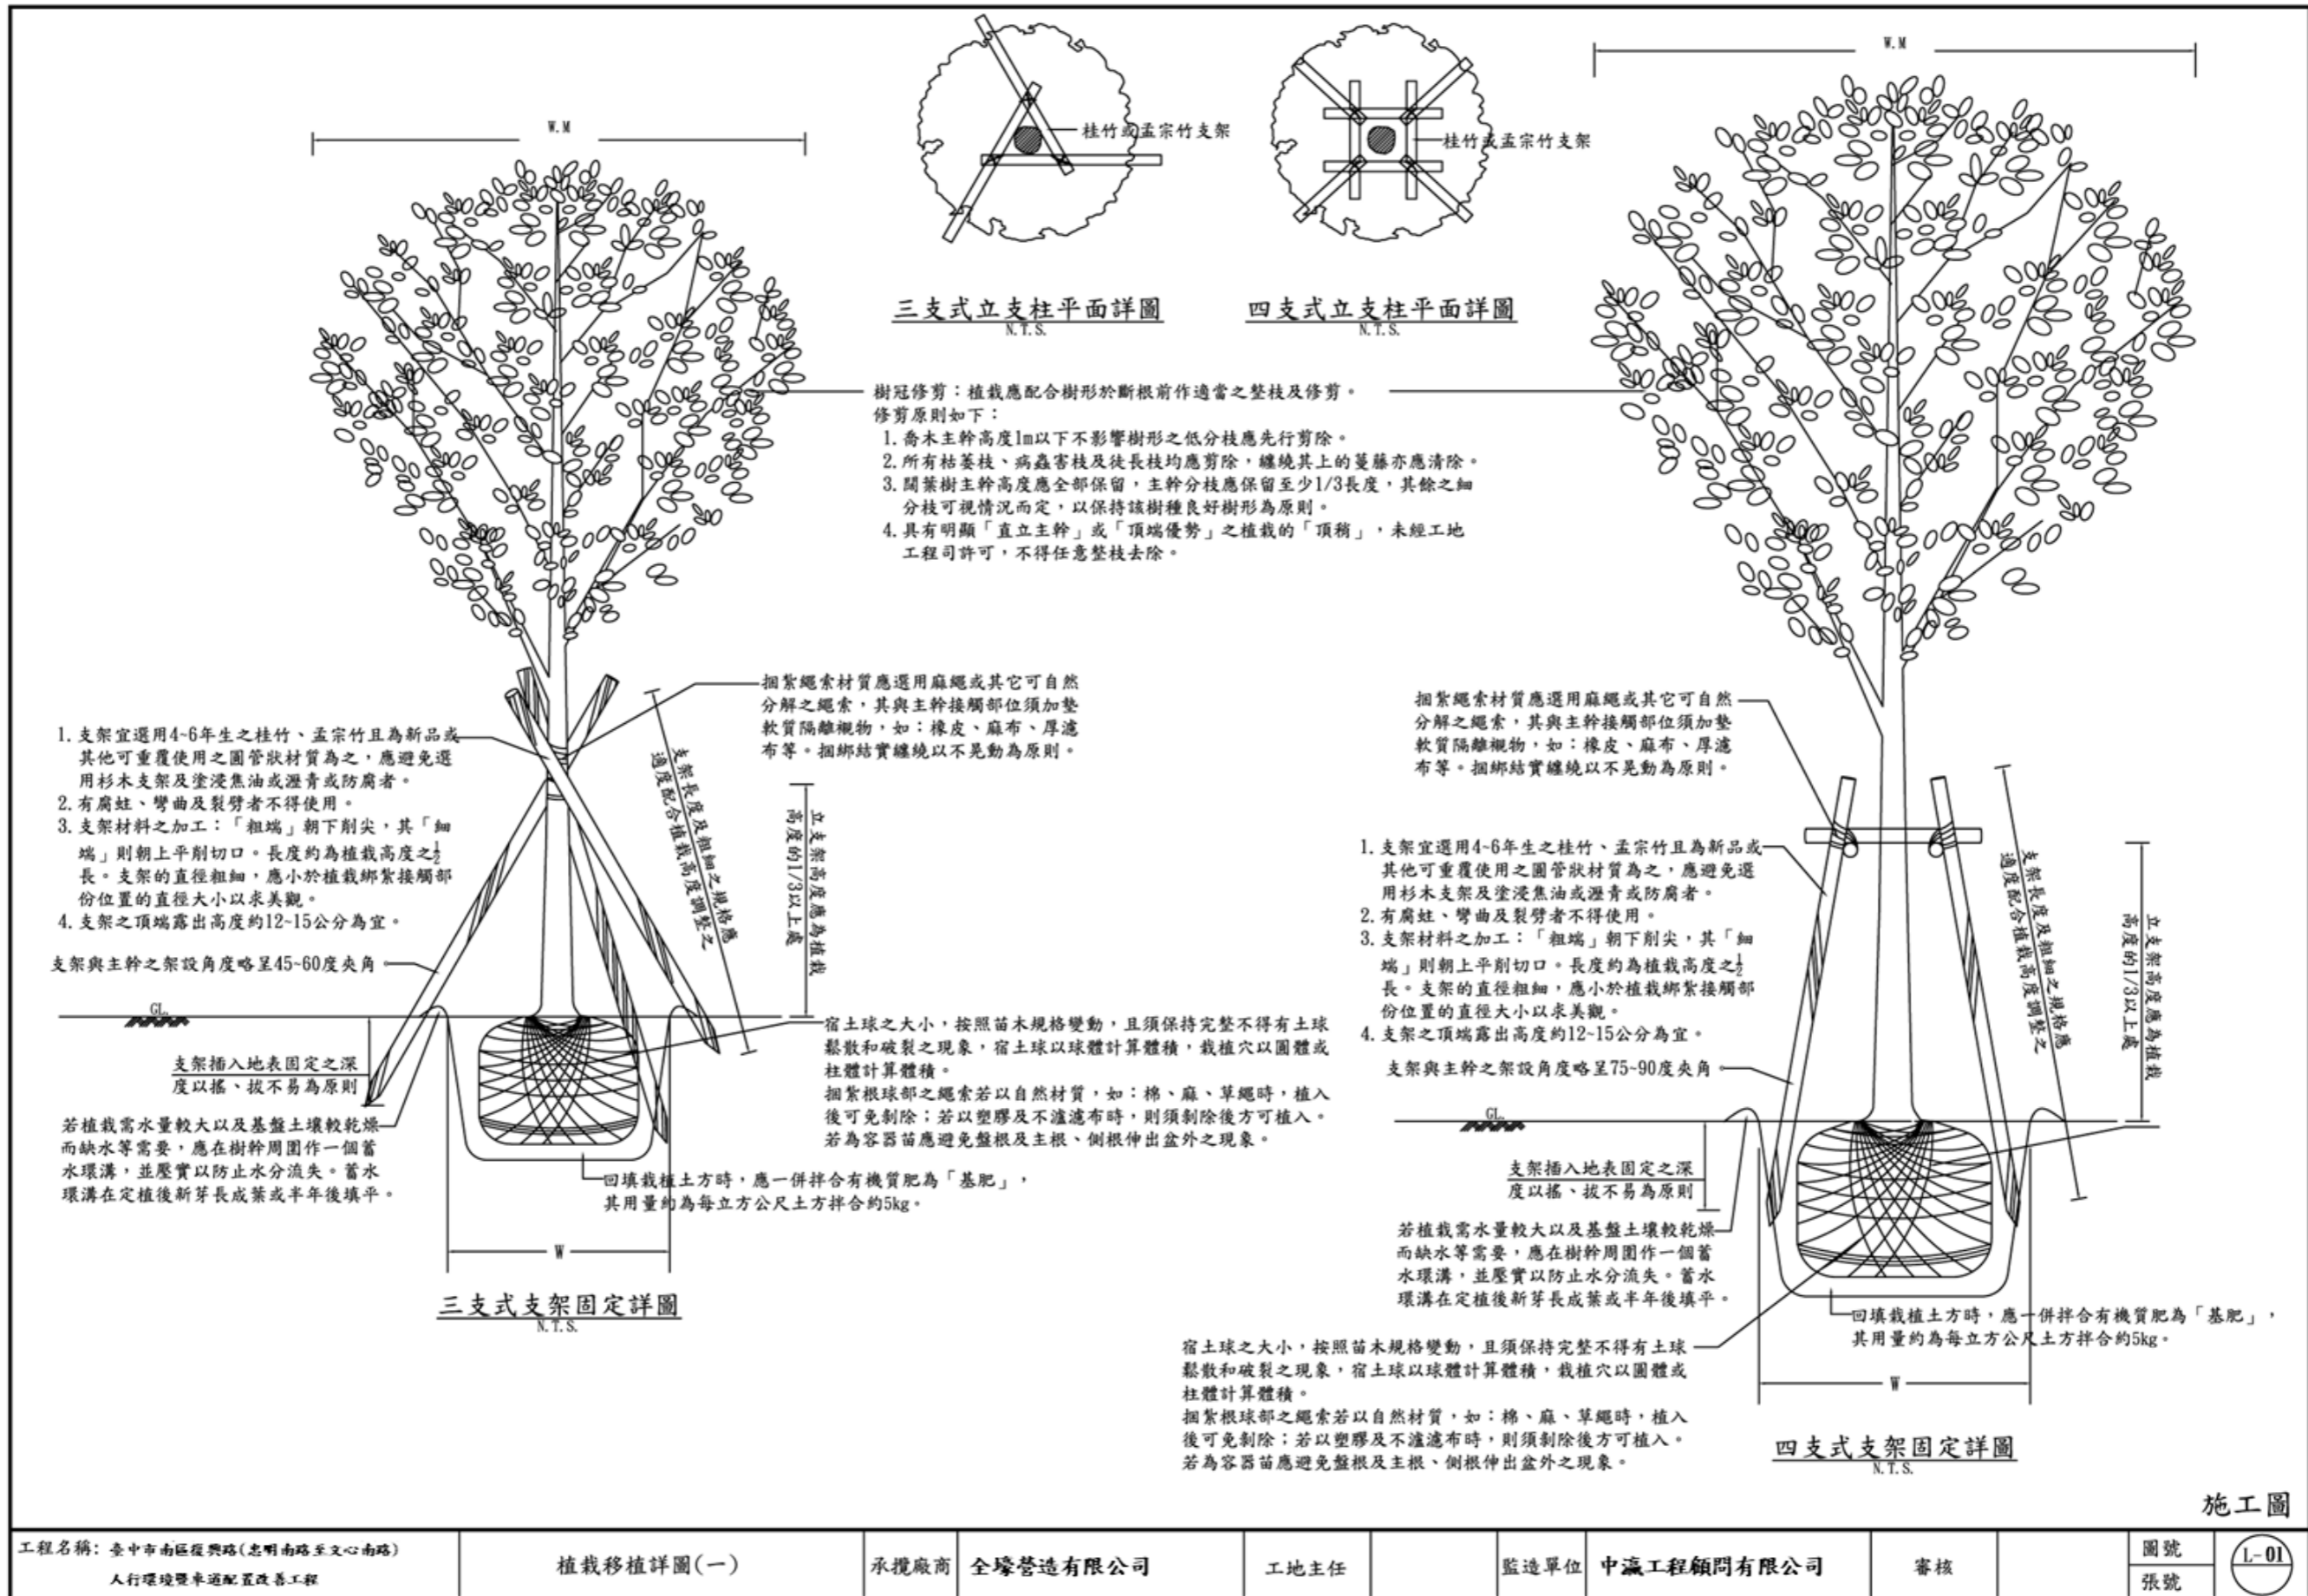 W.M
W.M
桂竹或孟宗竹支架
桂竹或孟宗竹支架
三支式立支柱平面詳圖
N.T.S.
四支式立支柱平面詳圖
N.T.S.
樹冠修剪：植栽應配合樹形於斷根前作適當之整枝及修剪。
修剪原則如下：
1. 喬木主幹高度1m以下不影響樹形之低分枝應先行剪除。
2. 所有枯萎枝、病蟲害枝及徒長枝均應剪除，纏繞其上的蔓藤亦應清除。
3. 闊葉樹主幹高度應全部保留，主幹分枝應保留至少1/3長度，其餘之細
分枝可視情況而定，以保持該樹種良好樹形為原則。
4. 具有明顯「直立主幹」或「頂端優勢」之植栽的「頂稍」，未經工地
工程司許可，不得任意整枝去除。
捆紮繩索材質應選用麻繩或其它可自然
分解之繩索，其與主幹接觸部位須加墊
軟質隔離襯物，如：橡皮、麻布、厚濾
布等。捆綁結實纏繞以不晃動為原則。
1. 支架宜選用4~6年生之桂竹、孟宗竹且為新品或
其他可重覆使用之圓管狀材質為之，應避免選
用杉木支架及塗浸焦油或瀝青或防腐者。
2. 有腐蛀、彎曲及裂劈者不得使用。
3. 支架材料之加工：「粗端」朝下削尖，其「細
端」則朝上平削切口。長度約為植栽高度之½
長。支架的直徑粗細，應小於植栽綁紮接觸部
份位置的直徑大小以求美觀。
4. 支架之頂端露出高度約12~15公分為宜。
支架與主幹之架設角度略呈45~60度夾角。
支架長度及粗細之規格應
適度配合植栽高度調整之
立支架高度應為植栽
高度的1/3以上處
GL.
支架插入地表固定之深
度以搖、拔不易為原則
若植栽需水量較大以及基盤土壤較乾燥
而缺水等需要，應在樹幹周圍作一個蓄
水環溝，並壓實以防止水分流失。蓄水
環溝在定植後新芽長成葉或半年後填平。
宿土球之大小，按照苗木規格變動，且須保持完整不得有土球
鬆散和破裂之現象，宿土球以球體計算體積，栽植穴以圓體或
柱體計算體積。
捆紮根球部之繩索若以自然材質，如：棉、麻、草繩時，植入
後可免剝除；若以塑膠及不織濾布時，則須剝除後方可植入。
若為容器苗應避免盤根及主根、側根伸出盆外之現象。
回填栽植土方時，應一併拌合有機質肥為「基肥」，
其用量約為每立方公尺土方拌合約5kg。
W
三支式支架固定詳圖
N.T.S.
捆紮繩索材質應選用麻繩或其它可自然
分解之繩索，其與主幹接觸部位須加墊
軟質隔離襯物，如：橡皮、麻布、厚濾
布等。捆綁結實纏繞以不晃動為原則。
1. 支架宜選用4~6年生之桂竹、孟宗竹且為新品或
其他可重覆使用之圓管狀材質為之，應避免選
用杉木支架及塗浸焦油或瀝青或防腐者。
2. 有腐蛀、彎曲及裂劈者不得使用。
3. 支架材料之加工：「粗端」朝下削尖，其「細
端」則朝上平削切口。長度約為植栽高度之½
長。支架的直徑粗細，應小於植栽綁紮接觸部
份位置的直徑大小以求美觀。
4. 支架之頂端露出高度約12~15公分為宜。
支架與主幹之架設角度略呈75~90度夾角。
支架長度及粗細之規格應
適度配合植栽高度調整之
立支架高度應為植栽
高度的1/3以上處
GL.
支架插入地表固定之深
度以搖、拔不易為原則
若植栽需水量較大以及基盤土壤較乾燥
而缺水等需要，應在樹幹周圍作一個蓄
水環溝，並壓實以防止水分流失。蓄水
環溝在定植後新芽長成葉或半年後填平。
回填栽植土方時，應一併拌合有機質肥為「基肥」，
其用量約為每立方公尺土方拌合約5kg。
宿土球之大小，按照苗木規格變動，且須保持完整不得有土球
鬆散和破裂之現象，宿土球以球體計算體積，栽植穴以圓體或
柱體計算體積。
捆紮根球部之繩索若以自然材質，如：棉、麻、草繩時，植入
後可免剝除；若以塑膠及不織濾布時，則須剝除後方可植入。
若為容器苗應避免盤根及主根、側根伸出盆外之現象。
W
四支式支架固定詳圖
N.T.S.
施工圖
工程名稱：臺中市南區復興路(忠明南路至文心南路)
人行環境暨車道配置改善工程
植栽移植詳圖(一)
承攬廠商
全壕營造有限公司
工地主任
監造單位
中瀛工程顧問有限公司
審核
圖號
張號
L-01